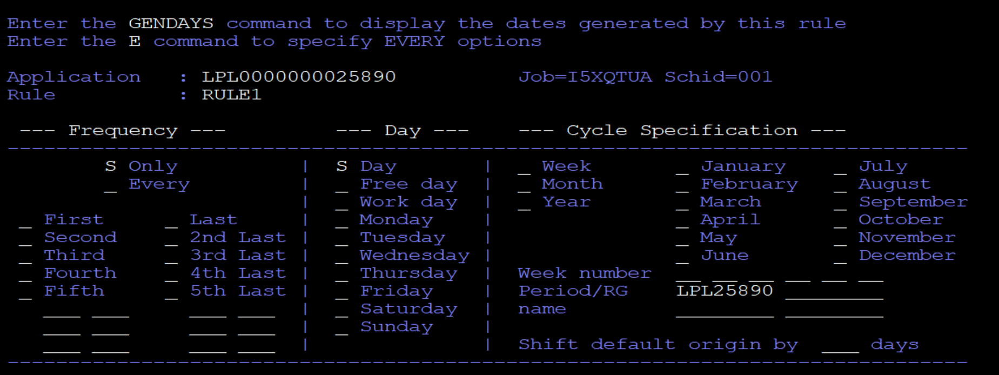 Enter the GENDAYS command to display the dates generated by this rule
Enter the E command to specify EVERY options
Application : LPL0000000025890 Job=I5XQTUA Schid=001
Rule : RULE1
--- Frequency --- --- Day --- --- Cycle Specification ---
-------------------------------------------------------------------------------
S Only | S Day | _ Week _ January _ July
_ Every | _ Free day | _ Month _ February _ August
| _ Work day | _ Year _ March _ September
_ First _ Last | _ Monday | _ April _ October
_ Second _ 2nd Last | _ Tuesday | _ May _ November
_ Third _ 3rd Last | _ Wednesday | _ June _ December
_ Fourth _ 4th Last | _ Thursday | Week number __ __ __ __ __ __
_ Fifth _ 5th Last | _ Friday | Period/RG LPL25890 ________
___ ___ ___ ___ | _ Saturday | name ________ ________
___ ___ ___ ___ | _ Sunday |
___ ___ ___ ___ | | Shift default origin by ___ days
-------------------------------------------------------------------------------